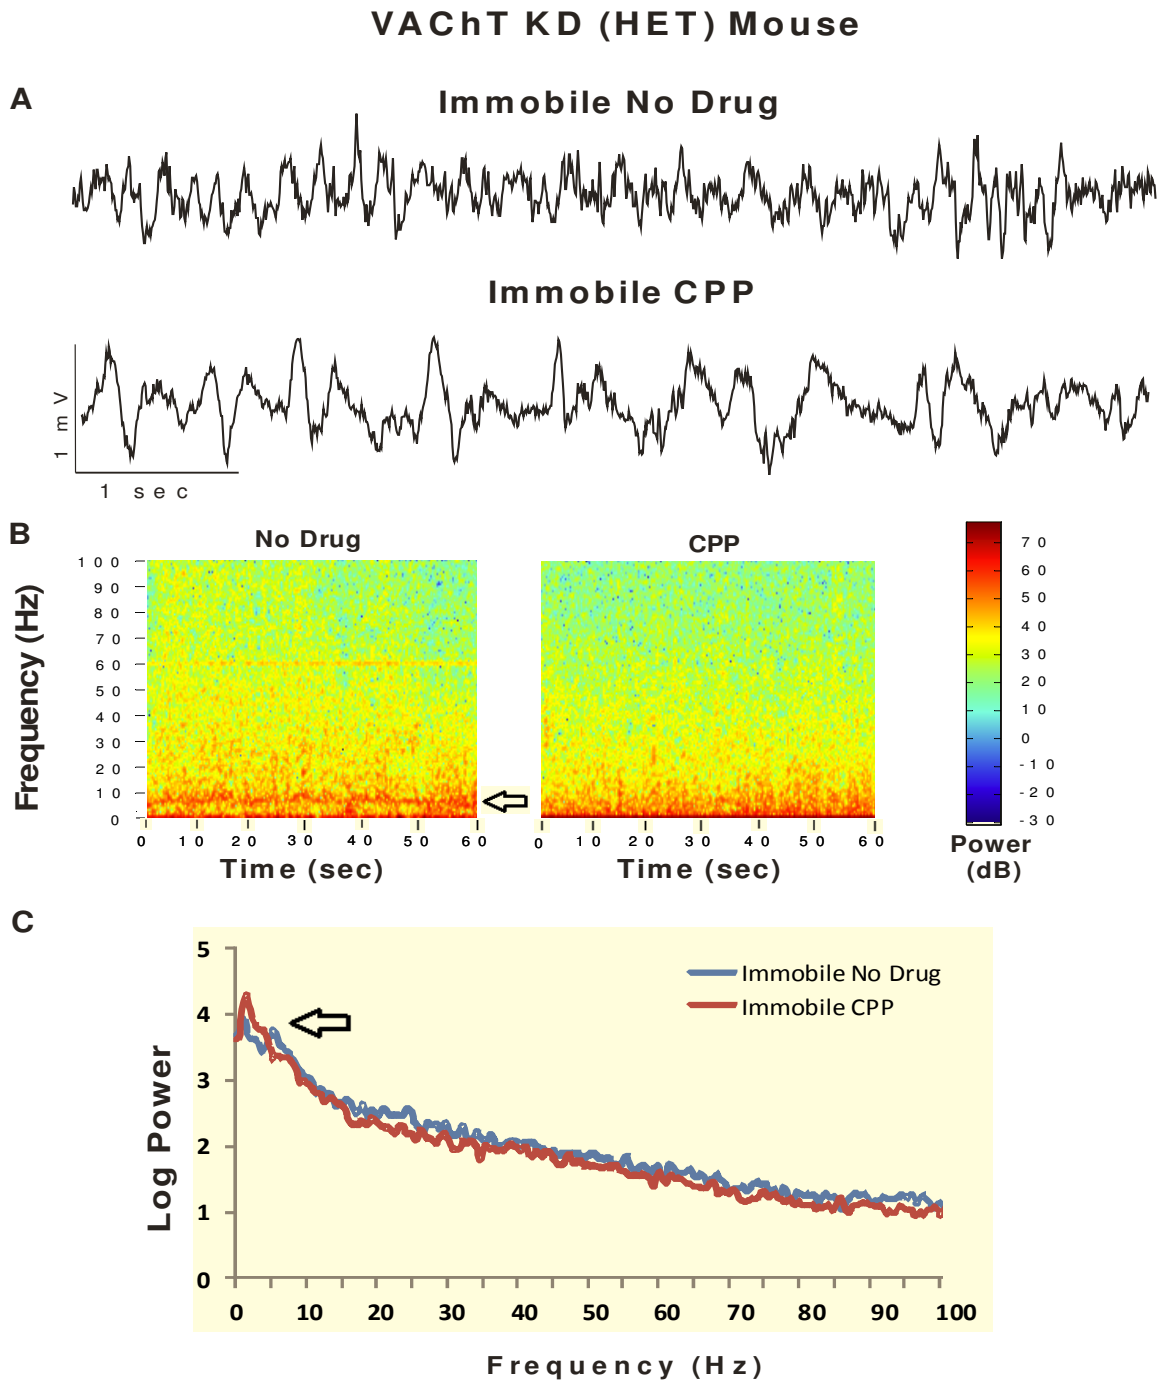 VAChT KD (HET) Mouse
A
Immobile No Drug
Immobile CPP
1 mV
1 sec
B
No Drug
CPP
Frequency (Hz)
100
90
80
70
60
50
40
30
20
10
0
0 10 20 30 40 50 60
Time (sec)
0 10 20 30 40 50 60
Time (sec)
70
60
50
40
30
20
10
0
-10
-20
-30
Power
(dB)
C
Log Power
5
4
3
2
1
0
Immobile No Drug
Immobile CPP
0 10 20 30 40 50 60 70 80 90 100
Frequency (Hz)